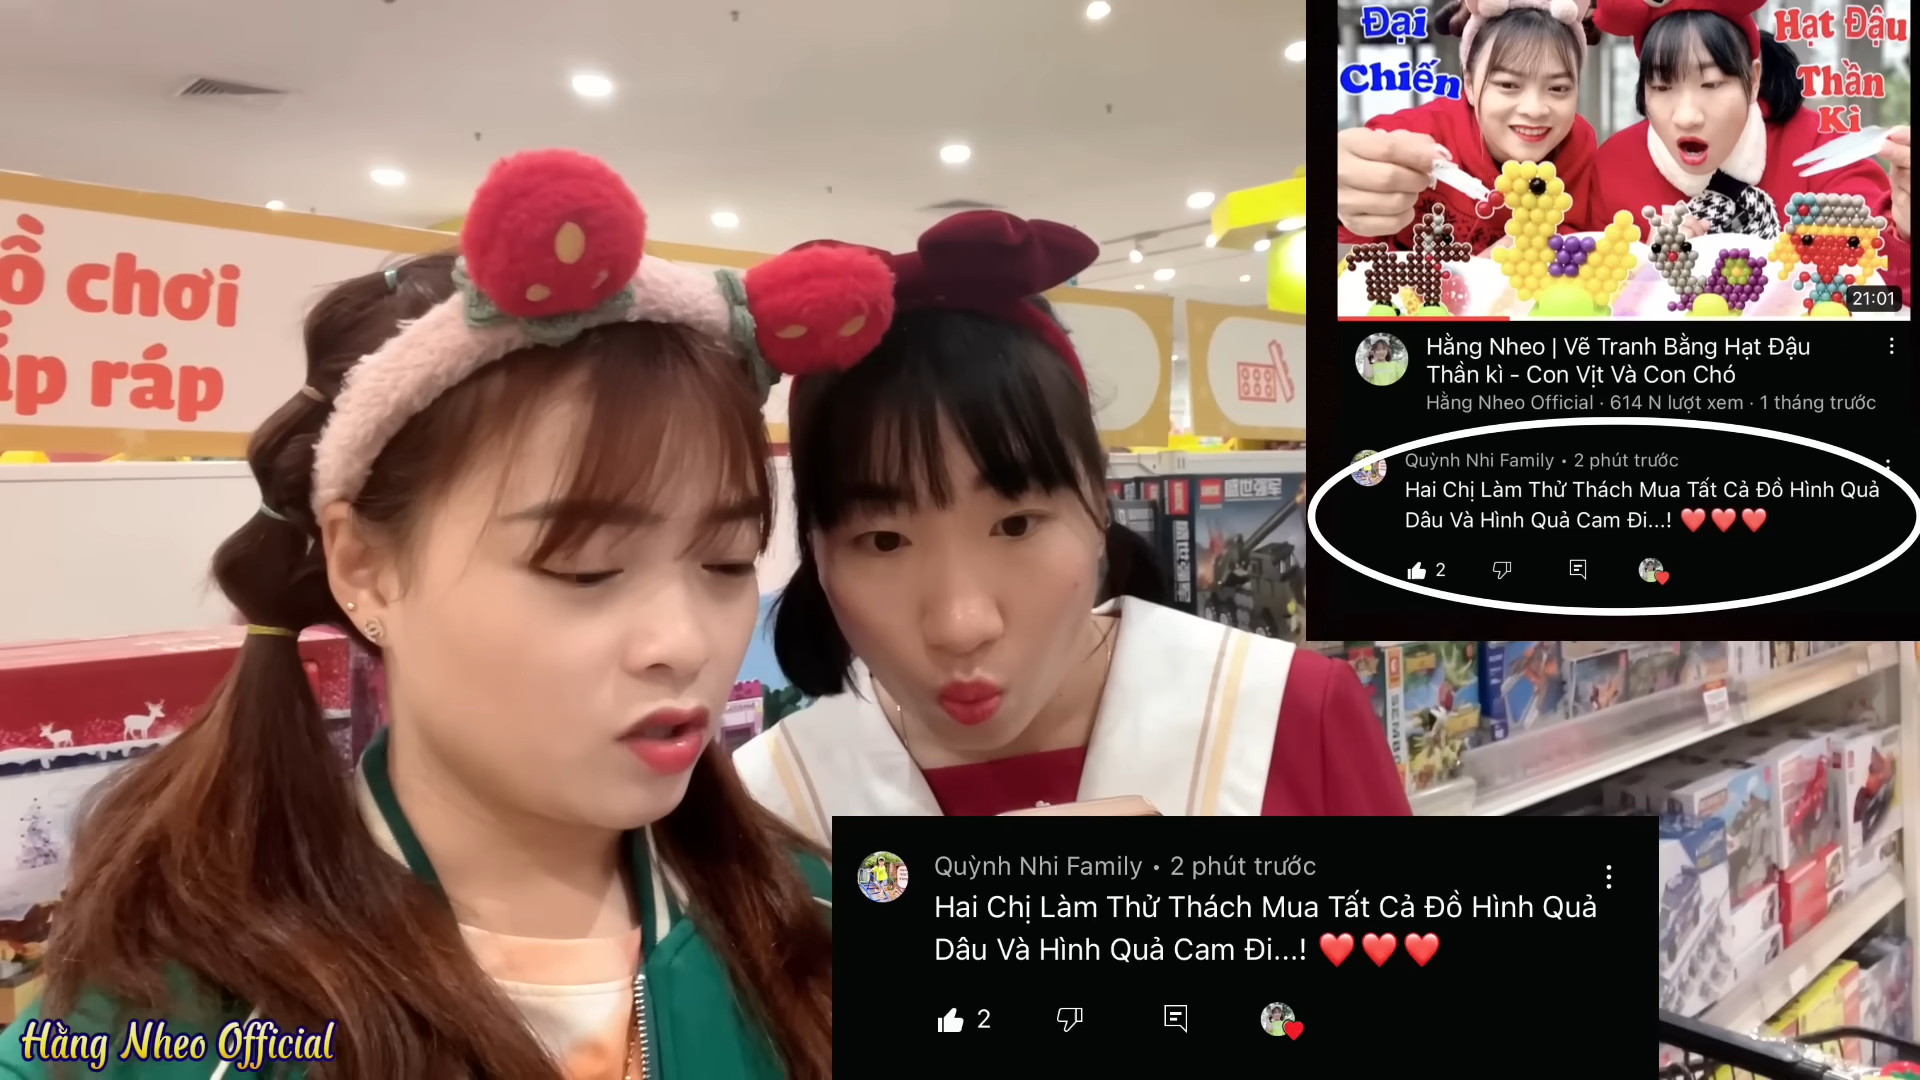 ồ chơi
ắp ráp
Đại
Chiến
Hạt Đậu
Thần
Kì
21:01
Hằng Nheo | Vẽ Tranh Bằng Hạt Đậu
Thần kì - Con Vịt Và Con Chó
Hằng Nheo Official · 614 N lượt xem · 1 tháng trước
Quỳnh Nhi Family • 2 phút trước
Hai Chị Làm Thử Thách Mua Tất Cả Đồ Hình Quả
Dâu Và Hình Quả Cam Đi...! ❤️❤️❤️
2
Quỳnh Nhi Family • 2 phút trước
Hai Chị Làm Thử Thách Mua Tất Cả Đồ Hình Quả
Dâu Và Hình Quả Cam Đi...! ❤️❤️❤️
2
Hằng Nheo Official